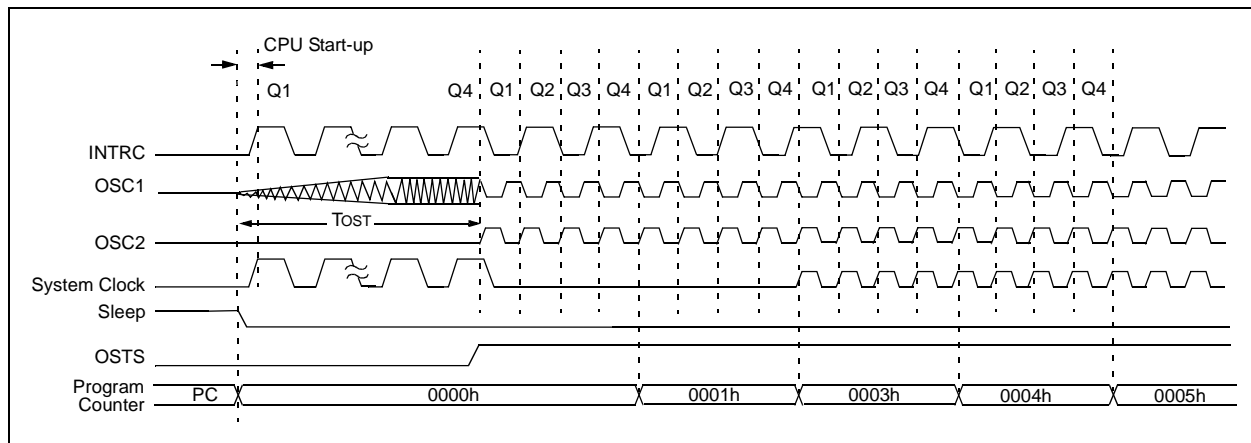 CPU Start-up
Q1 Q4 Q1 Q2 Q3 Q4 Q1 Q2 Q3 Q4 Q1 Q2 Q3 Q4 Q1 Q2 Q3 Q4
INTRC
OSC1
TOST
OSC2
System Clock
Sleep
OSTS
Program
Counter
PC 0000h 0001h 0003h 0004h 0005h